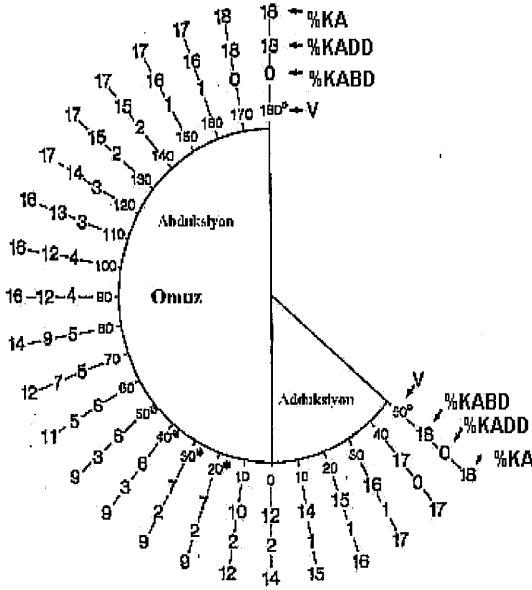 18 ← %KA
18 ← %KADD
0 ← %KABD
180° ← V
18 18 0 170
17 16 1 160
17 16 1 150
17 15 2 140
17 15 2 130
17 14 3 120
16 13 3 110
16 12 4 100
16 12 4 90
14 9 5 80
12 7 5 70
11 5 6 60
9 3 6 50*
9 3 6 40*
9 2 7 30*
9 2 7 20*
10 10 2 12
0 12 2 14
10 14 1 15
20 15 1 16
30 16 1 17
40 17 0 17
50° 18 0 18
V
%KABD
%KADD
%KA
Abduksiyon
Omuz
Adduksiyon